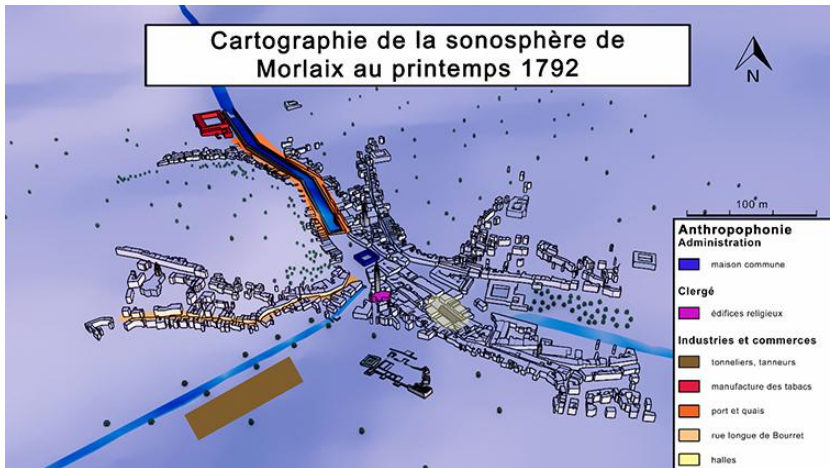 Cartographie de la sonosphère de
Morlaix au printemps 1792
N
100 m
Anthropophonie
Administration
maison commune
Clergé
édifices religieux
Industries et commerces
tonneliers, tanneurs
manufacture des tabacs
port et quais
rue longue de Bourret
halles